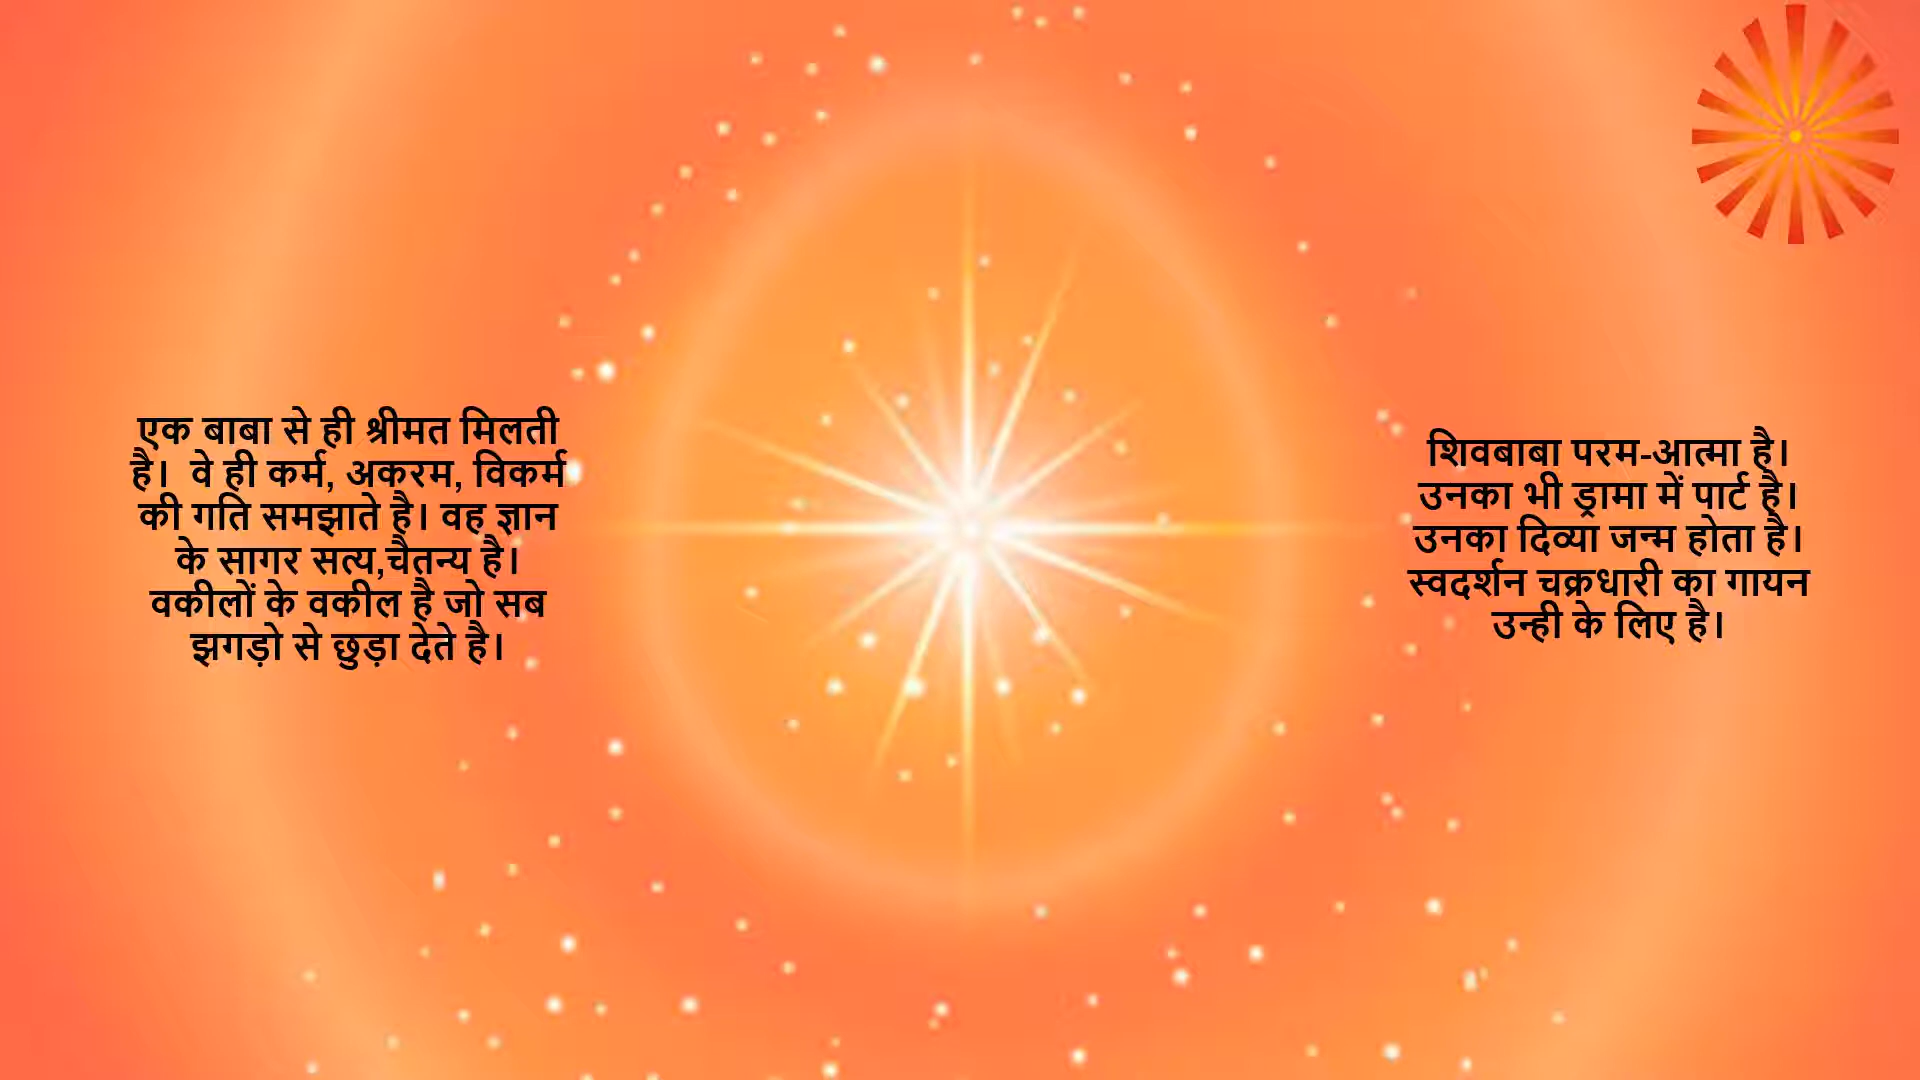 एक बाबा से ही श्रीमत मिलती
है।  वे ही कर्म, अकरम, विकर्म
की गति समझाते है। वह ज्ञान
के सागर सत्य,चैतन्य है।
वकीलों के वकील है जो सब
झगड़ो से छुड़ा देते है।
शिवबाबा परम-आत्मा है।
उनका भी ड्रामा में पार्ट है।
उनका दिव्या जन्म होता है।
स्वदर्शन चक्रधारी का गायन
उन्ही के लिए है।